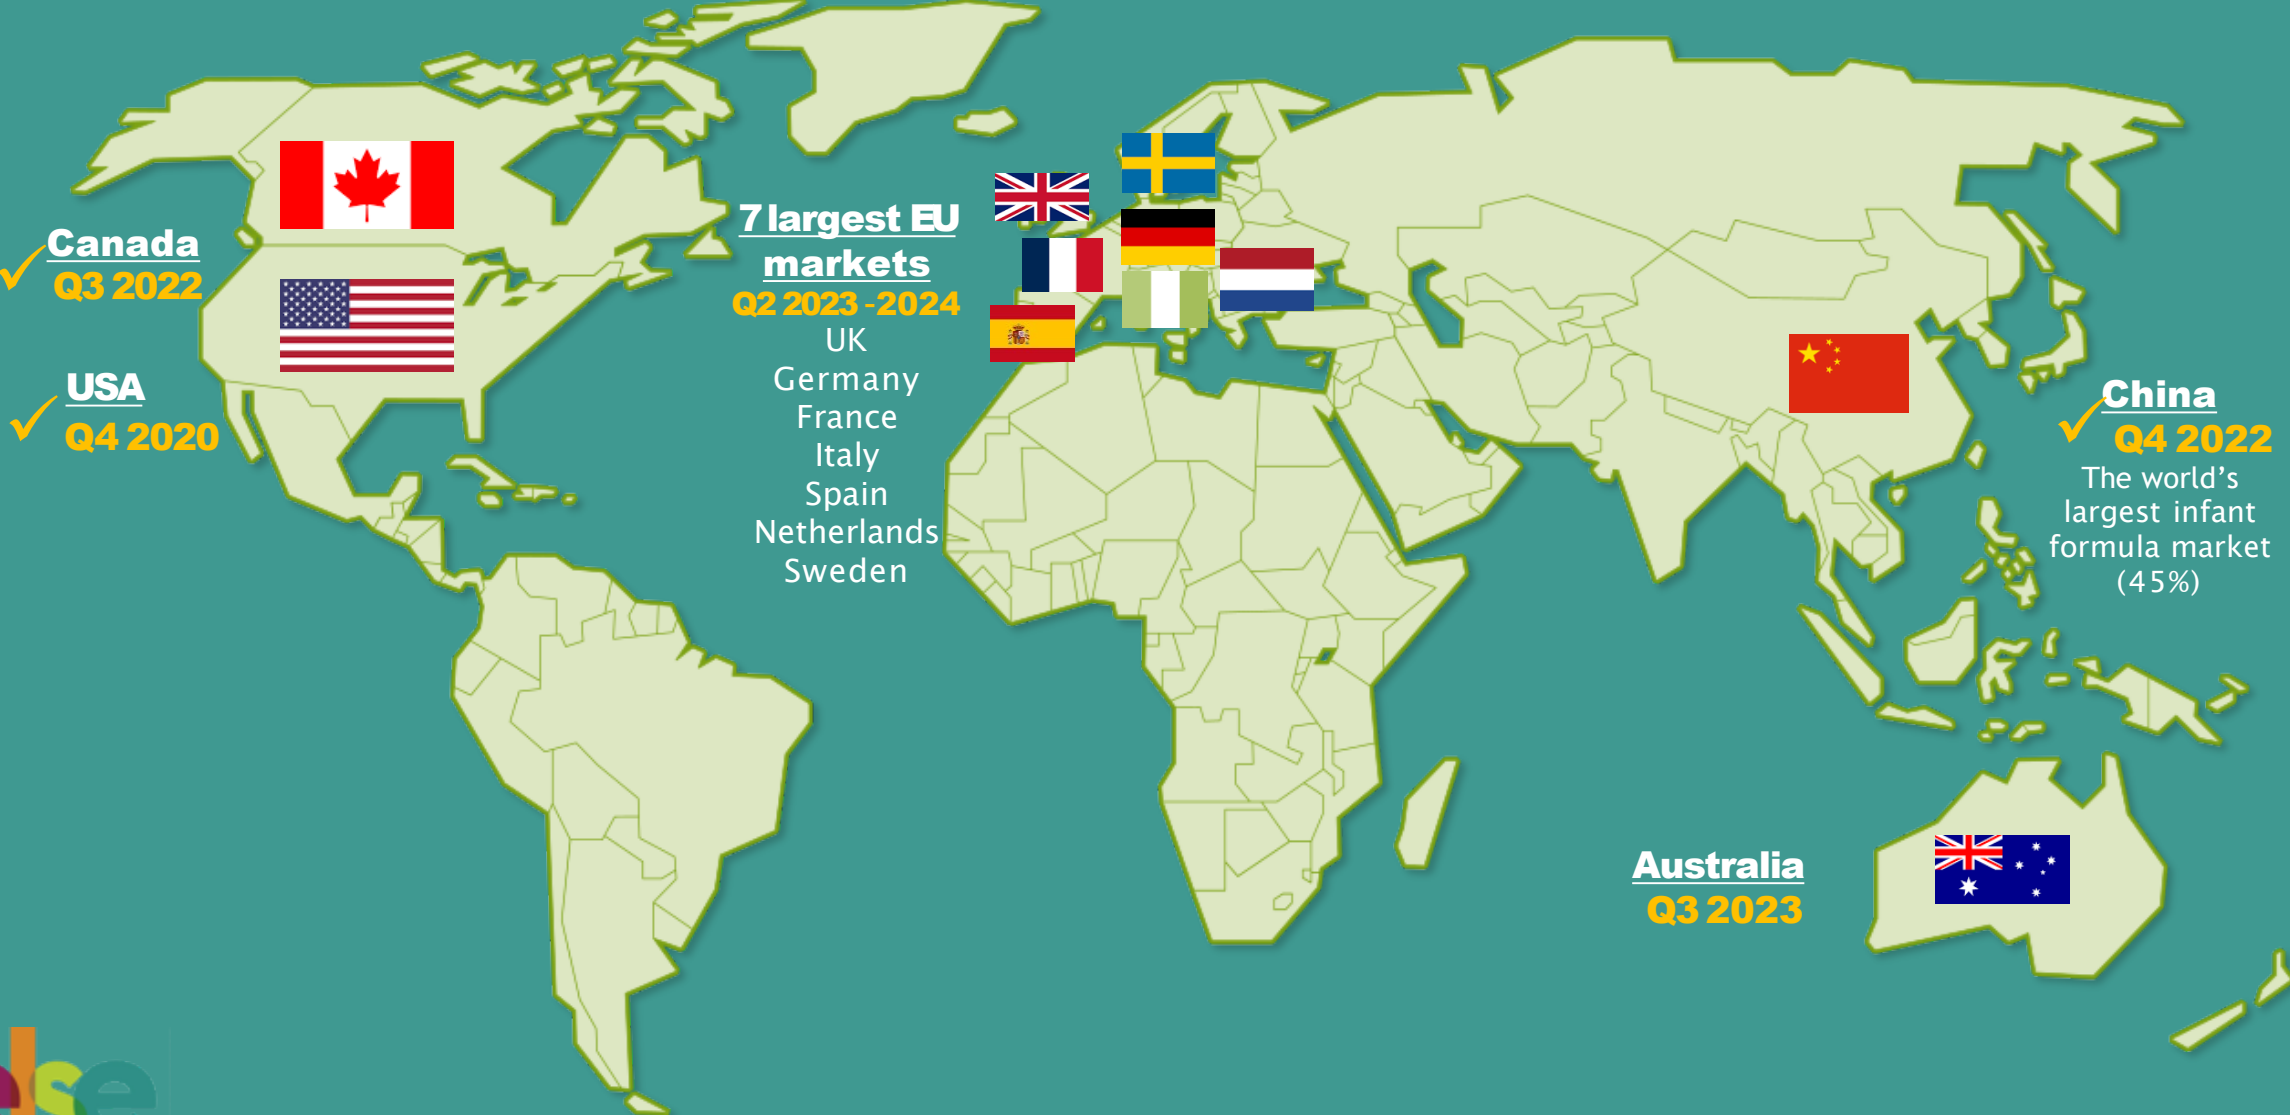 Canada
Q3 2022
USA
Q4 2020
7 largest EU
markets
Q2 2023 - 2024
UK
Germany
France
Italy
Spain
Netherlands
Sweden
China
Q4 2022
The world's
largest infant
formula market
(45%)
Australia
Q3 2023
lse